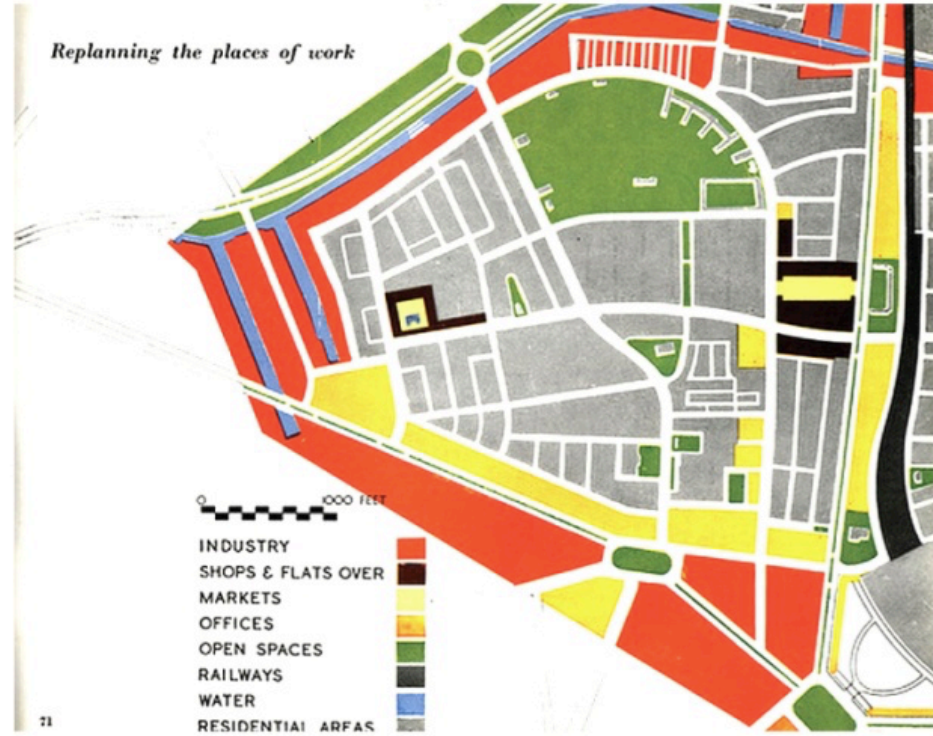 Replanning the places of work
0 1000 FEET
INDUSTRY
SHOPS & FLATS OVER
MARKETS
OFFICES
OPEN SPACES
RAILWAYS
WATER
RESIDENTIAL AREAS
71